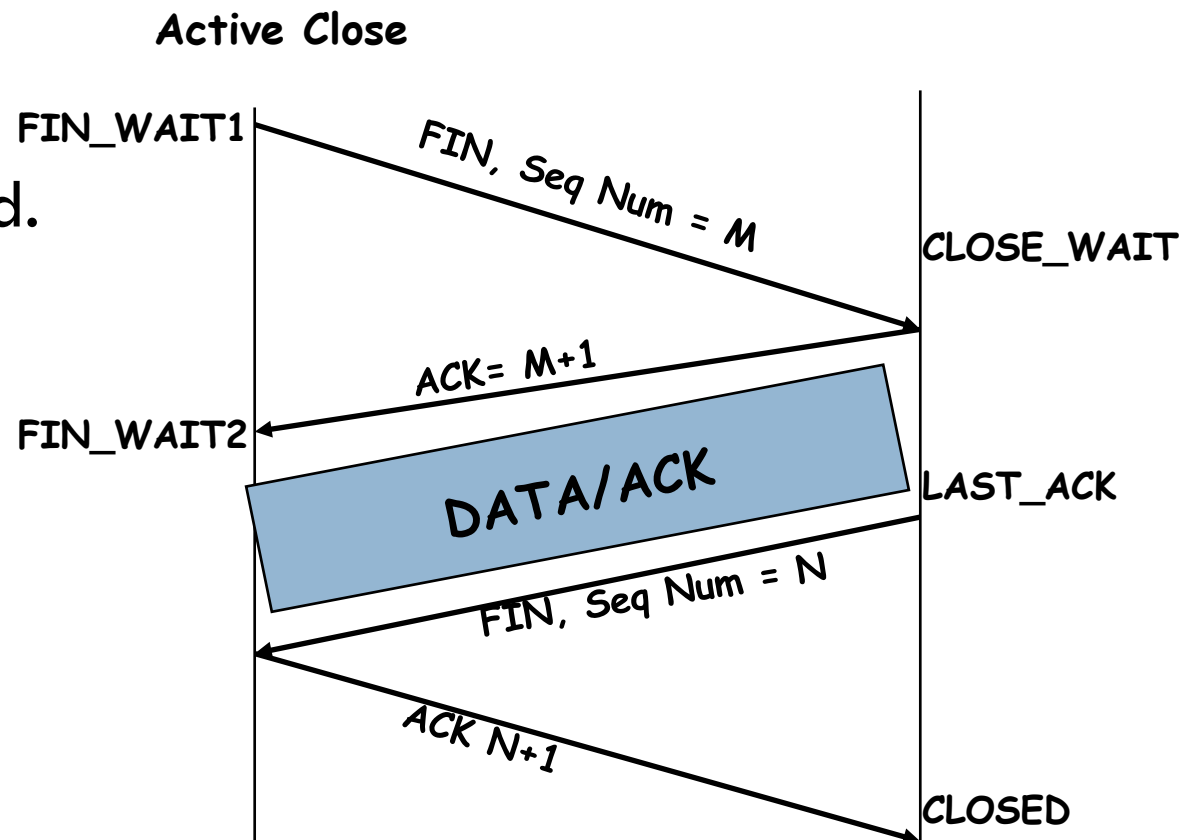 Active Close
FIN_WAIT1
FIN, Seq Num = M
d.
CLOSE_WAIT
ACK= M+1
FIN_WAIT2
DATA/ACK
LAST_ACK
FIN, Seq Num = N
ACK N+1
CLOSED